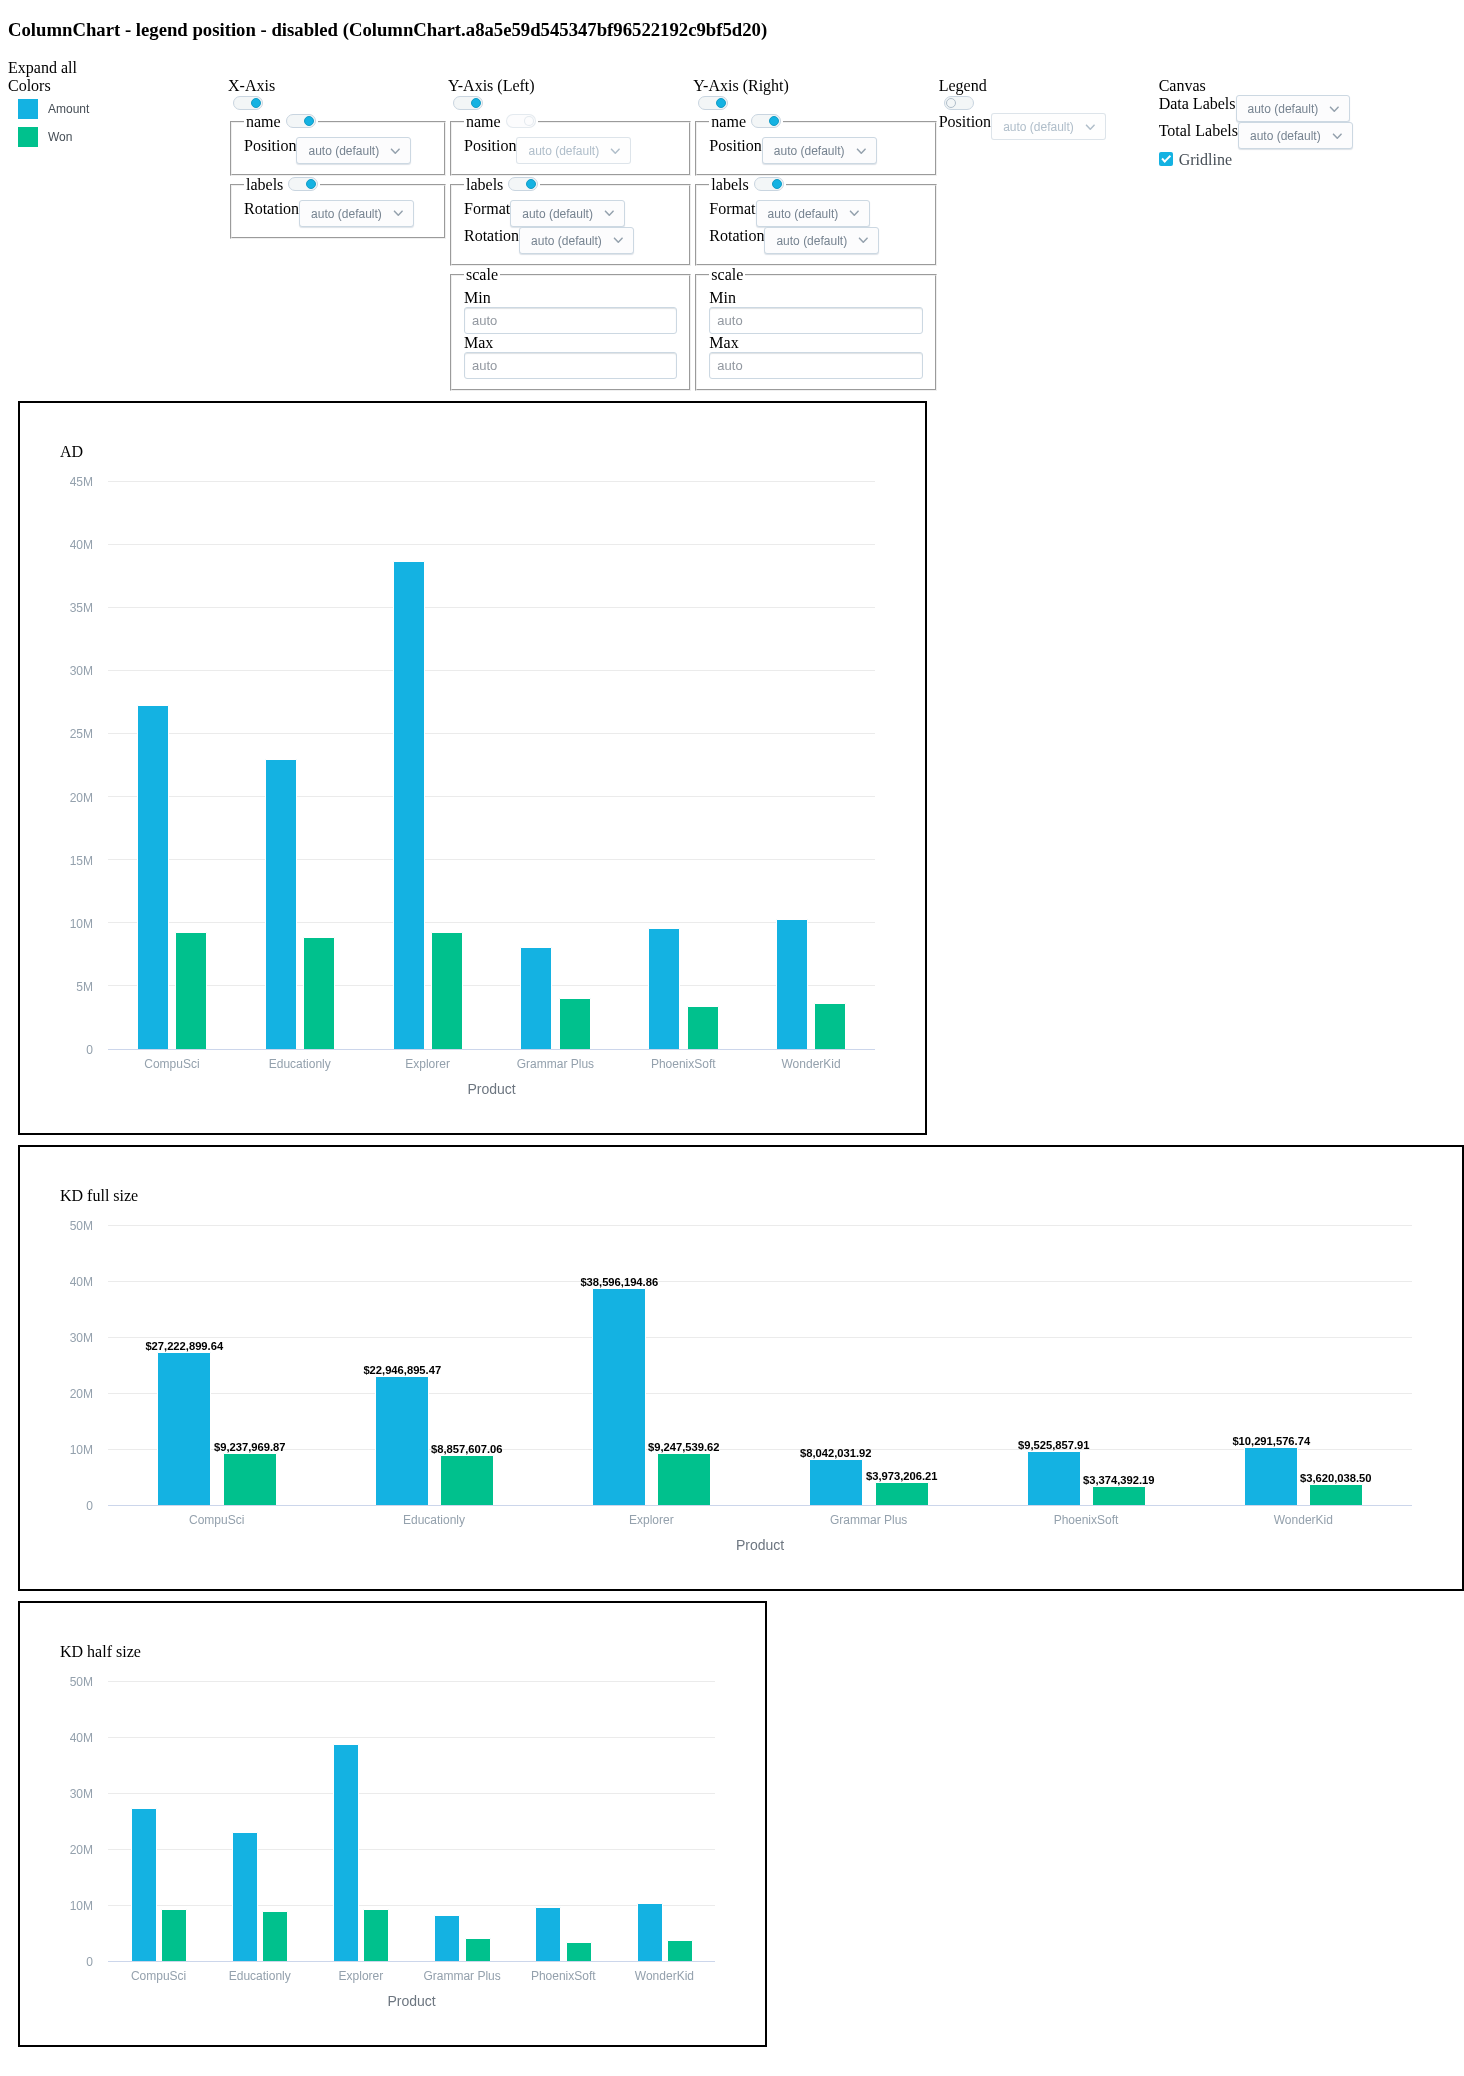 ColumnChart - legend position - disabled (ColumnChart.a8a5e59d545347bf96522192c9bf5d20)
Expand all
Colors
Amount
Won
X-Axis
name
Position auto (default)
labels
Rotation auto (default)
Y-Axis (Left)
name
Position auto (default)
labels
Format auto (default)
Rotation auto (default)
scale
Min
auto
Max
auto
Y-Axis (Right)
name
Position auto (default)
labels
Format auto (default)
Rotation auto (default)
scale
Min
auto
Max
auto
Legend
Position auto (default)
Canvas
Data Labels auto (default)
Total Labels auto (default)
Gridline
AD
45M
40M
35M
30M
25M
20M
15M
10M
5M
0
CompuSci Educationly Explorer Grammar Plus PhoenixSoft WonderKid
Product
KD full size
50M
40M
30M
20M
10M
0
$38,596,194.86
$27,222,899.64
$22,946,895.47
$10,291,576.74
$9,525,857.91
$9,237,969.87
$9,247,539.62
$8,857,607.06
$8,042,031.92
$3,973,206.21
$3,620,038.50
$3,374,392.19
CompuSci Educationly Explorer Grammar Plus PhoenixSoft WonderKid
Product
KD half size
50M
40M
30M
20M
10M
0
CompuSci Educationly Explorer Grammar Plus PhoenixSoft WonderKid
Product